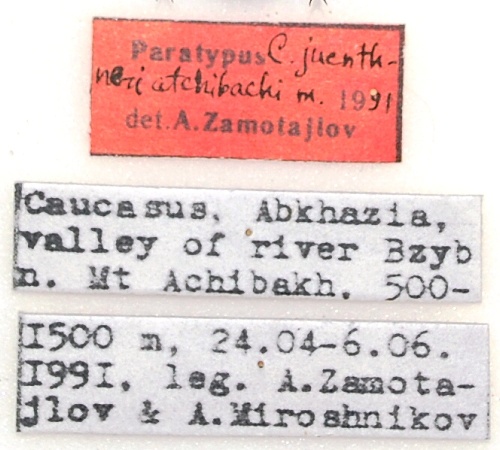 Paratypus C. juenth-
neri atchibachi m. 1991
det. A. Zamotajlov
Caucasus, Abkhazia,
valley of river Bzyb
n. Mt Achibakh, 500-
I500 m, 24.04-6.06.
I99I, leg. A.Zamota-
jlov & A.Miroshnikov